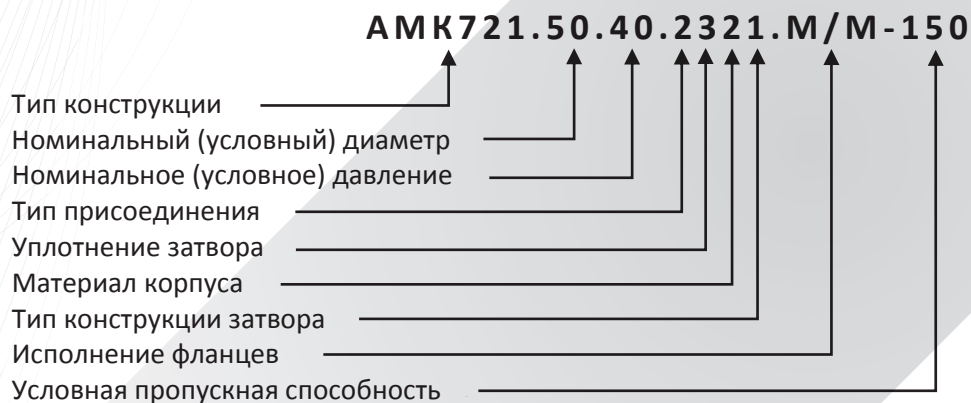 АМК721.50.40.2321.М/М-150
Тип конструкции
Номинальный (условный) диаметр
Номинальное (условное) давление
Тип присоединения
Уплотнение затвора
Материал корпуса
Тип конструкции затвора
Исполнение фланцев
Условная пропускная способность